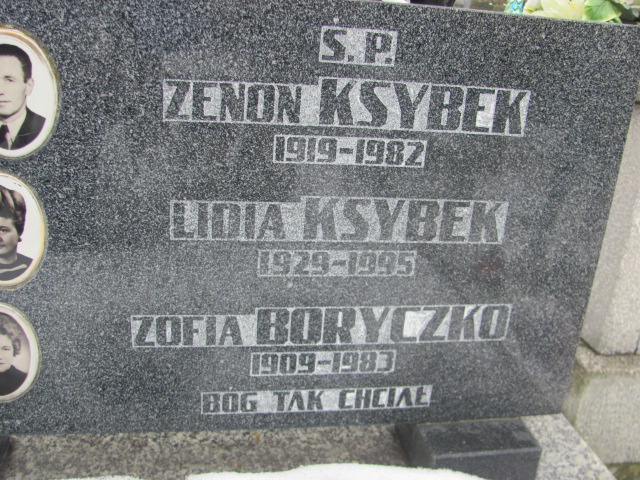 S. P.
ZENON KSYBEK
1919-1982
LIDIA KSYBEK
1929-1995
ZOFIA BORYCZKO
1909-1983
BÓG TAK CHCIAŁ